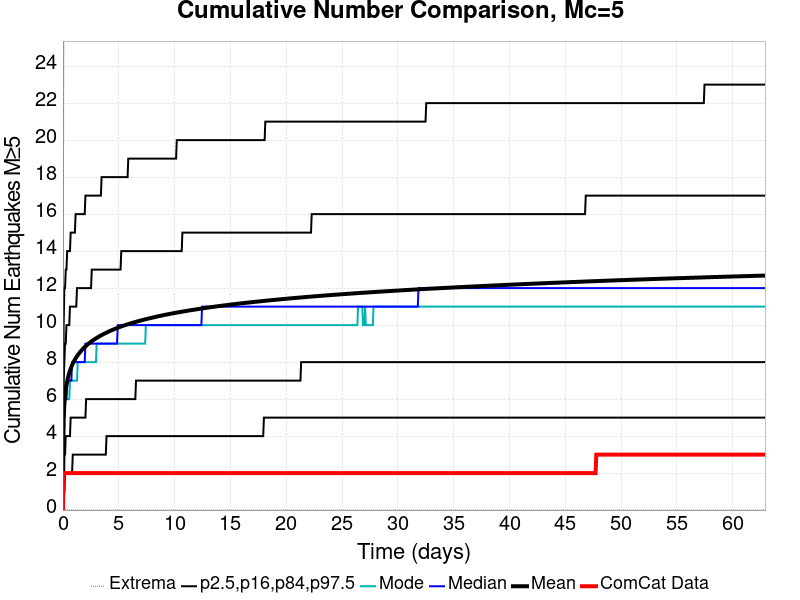 Cumulative Number Comparison, Mc=5
Cumulative Num Earthquakes M≥5
24
22
20
18
16
14
12
10
8
6
4
2
0
0 5 10 15 20 25 30 35 40 45 50 55 60
Time (days)
Extrema p2.5,p16,p84,p97.5 Mode Median Mean ComCat Data